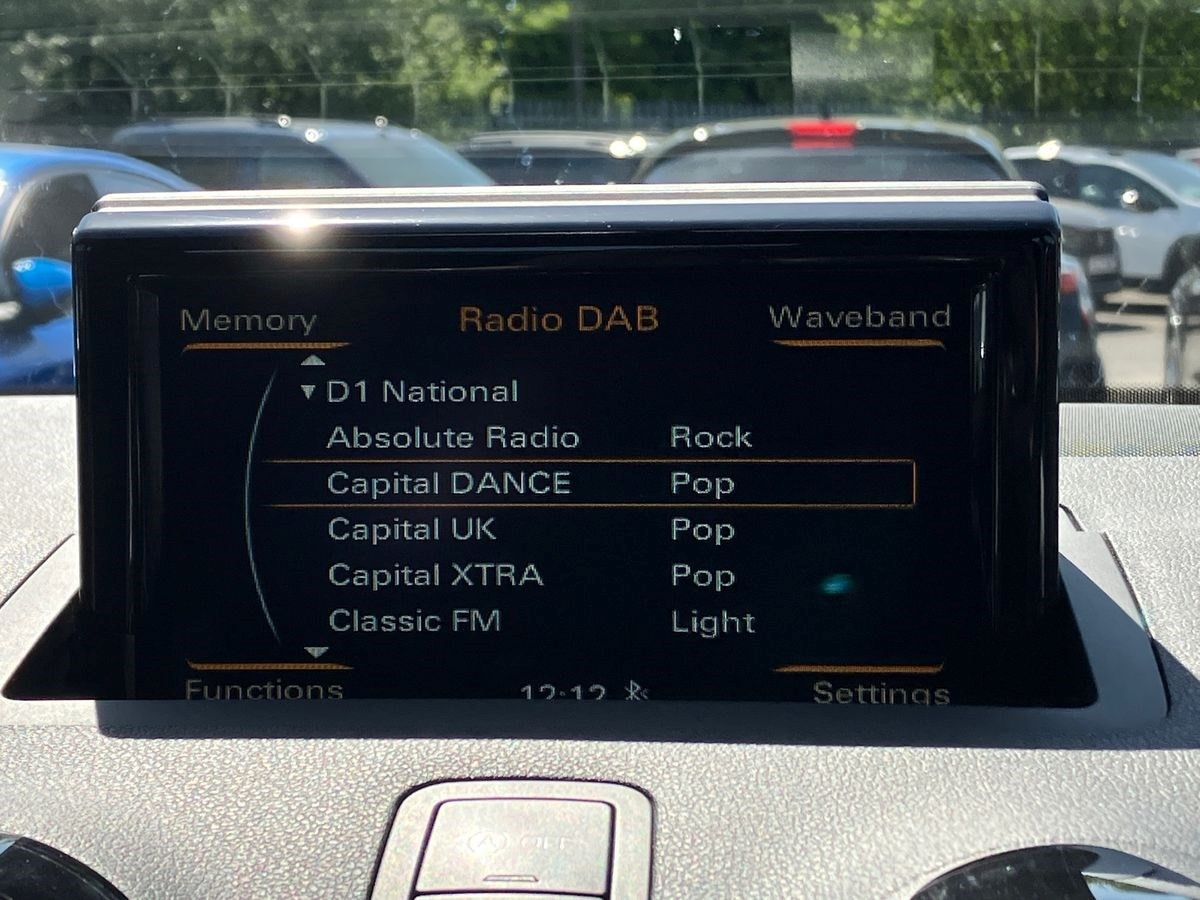 Memory Radio DAB Waveband
D1 National
Absolute Radio Rock
Capital DANCE Pop
Capital UK Pop
Capital XTRA Pop
Classic FM Light
Functions 12:12 Settings
OFF